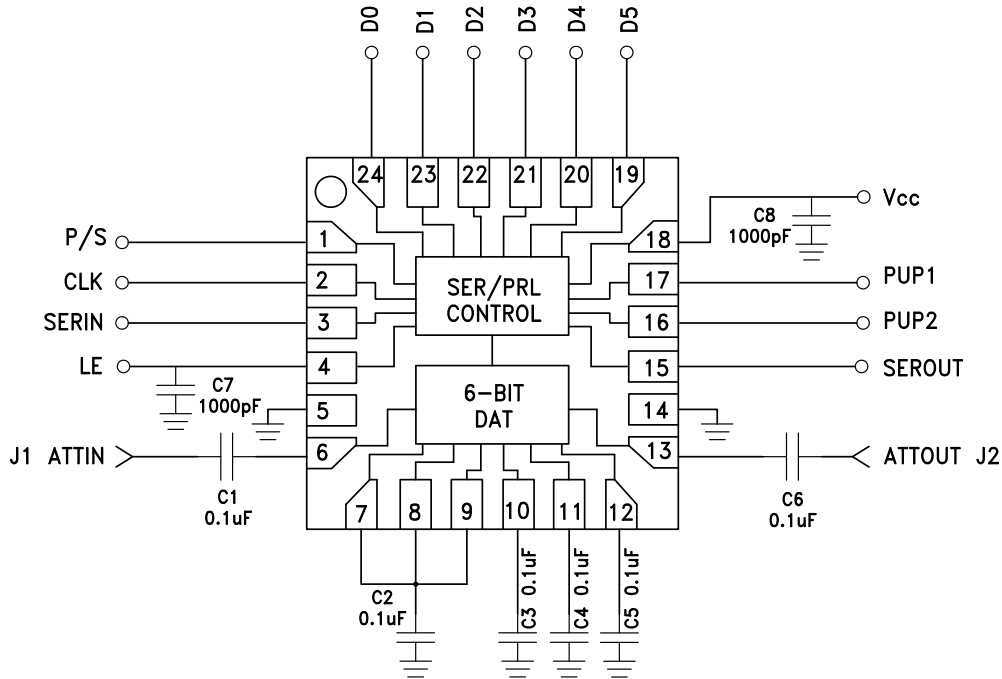 D0
D1
D2
D3
D4
D5
24
23
22
21
20
19
P/S
1
CLK
2
SERIN
3
LE
4
C7
1000pF
5
J1 ATTIN
6
C1
0.1uF
SER/PRL
CONTROL
6-BIT
DAT
18
Vcc
C8
1000pF
17
PUP1
16
PUP2
15
SEROUT
14
13
ATTOUT J2
C6
0.1uF
7
8
9
10
11
12
C2
0.1uF
C3 0.1uF
C4 0.1uF
C5 0.1uF